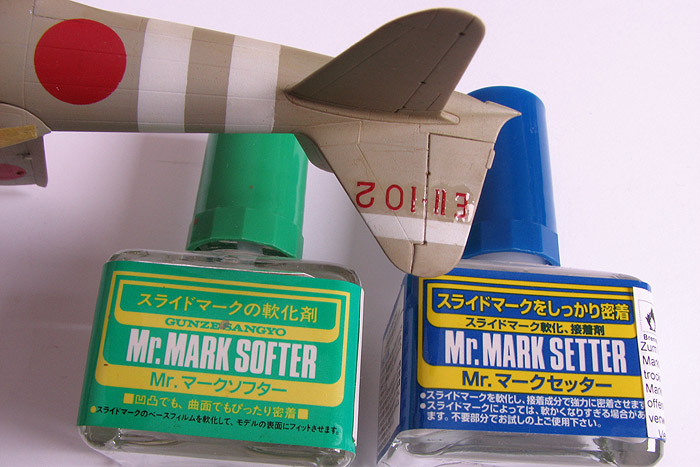 EII-102
スライドマークの軟化剤
GUNZE SANGYO
Mr. MARK SOFTER
Mr. マークソフター
■凹凸でも、曲面でもぴったり密着■
●スライドマークのベースフィルムを軟化して、モデルの表面にフィットさせます
スライドマークをしっかり密着
スライドマーク軟化、接着剤
Mr. MARK SETTER
Mr. マークセッター
●スライドマークを軟化し、接着成分で強力に密着させます
●スライドマークによっては、軟かくなりすぎる場合があ
ます。不要部分でお試しの上ご使用下さい。
Zum
Mark
troc
Mark
offe
verw
Ve